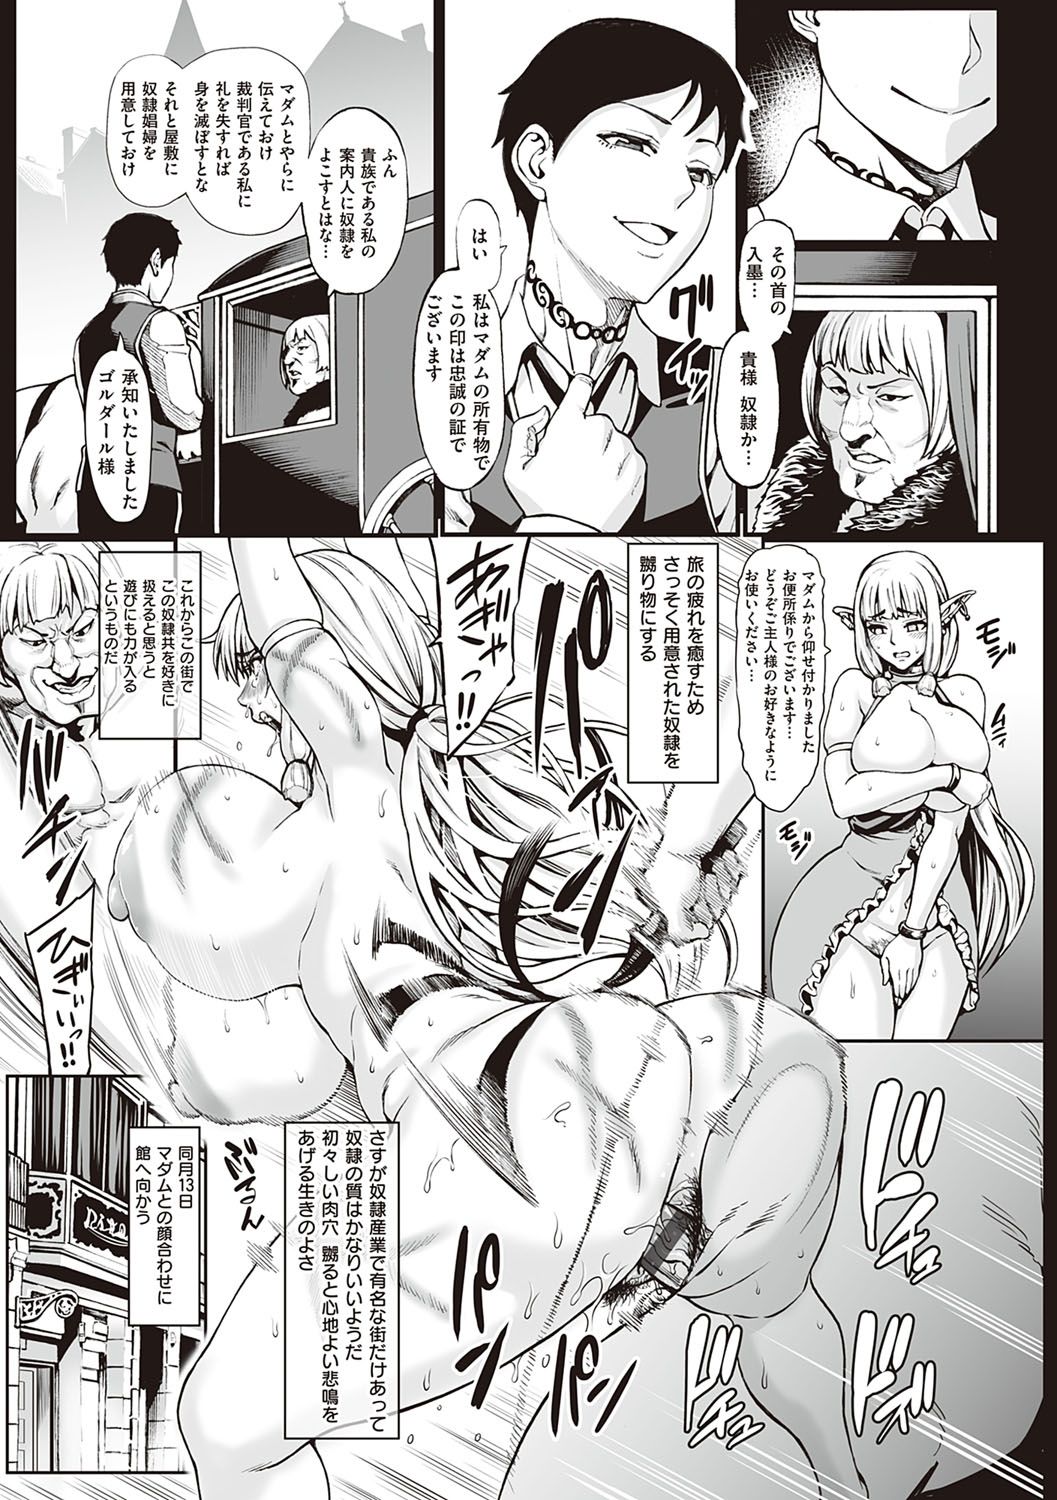 その首の
入墨…
貴様 奴隷か…
はい
私はマダムの所有物で
この印は忠誠の証で
ございます
グイッ
ふん
貴族である私の
案内人に奴隷を
よこすとはな…
マダムとやらに
伝えておけ
裁判官である私に
礼を失すれば
身を滅ぼすとな
それと屋敷に
奴隷娼婦を
用意しておけ
承知いたしました
ゴルダール様
マダムから仰せ付かりました
お便所係りでございます…
どうぞご主人様のお好きなように
お使いください…
モジッ
モジッ
旅の疲れを癒すため
さっそく用意された奴隷を
嬲り物にする
パンッ
あぎゃっ!!
これからこの街で
この奴隷共を好きに
扱えると思うと
遊びにも力が入る
というものだ
ひぎぃぃっ!!
ぶるん
パン
パン
ドチュ
ドチュ
さすが奴隷産業で有名な街だけあって
奴隷の質はかなりいいようだ
初々しい肉穴 嬲ると心地よい悲鳴を
あげる生きのよさ
同月13日
マダムとの顔合わせに
館へ向かう